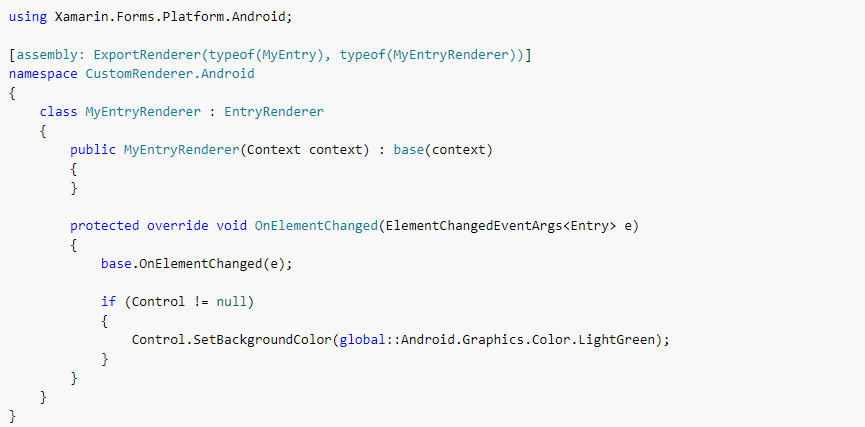 using Xamarin.Forms.Platform.Android;

[assembly: ExportRenderer(typeof(MyEntry), typeof(MyEntryRenderer))]
namespace CustomRenderer.Android
{
    class MyEntryRenderer : EntryRenderer
    {
        public MyEntryRenderer(Context context) : base(context)
        {
        }

        protected override void OnElementChanged(ElementChangedEventArgs<Entry> e)
        {
            base.OnElementChanged(e);

            if (Control != null)
            {
                Control.SetBackgroundColor(global::Android.Graphics.Color.LightGreen);
            }
        }
    }
}